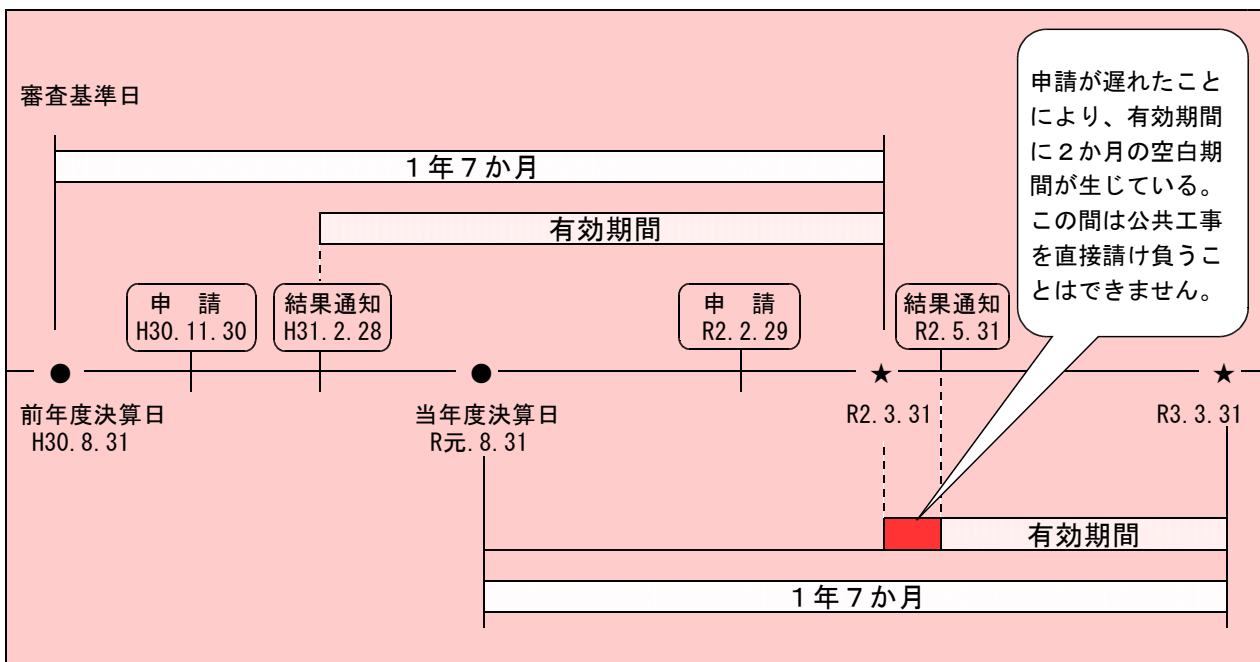 審査基準日
申請が遅れたこと
により、有効期間
に２か月の空白期
間が生じている。
この間は公共工事
を直接請け負うこ
とはできません。
１年７か月
有効期間
申　請
H30.11.30
結果通知
H31.2.28
申　請
R2.2.29
結果通知
R2.5.31
前年度決算日
H30.8.31
当年度決算日
R元.8.31
R2.3.31
R3.3.31
有効期間
１年７か月